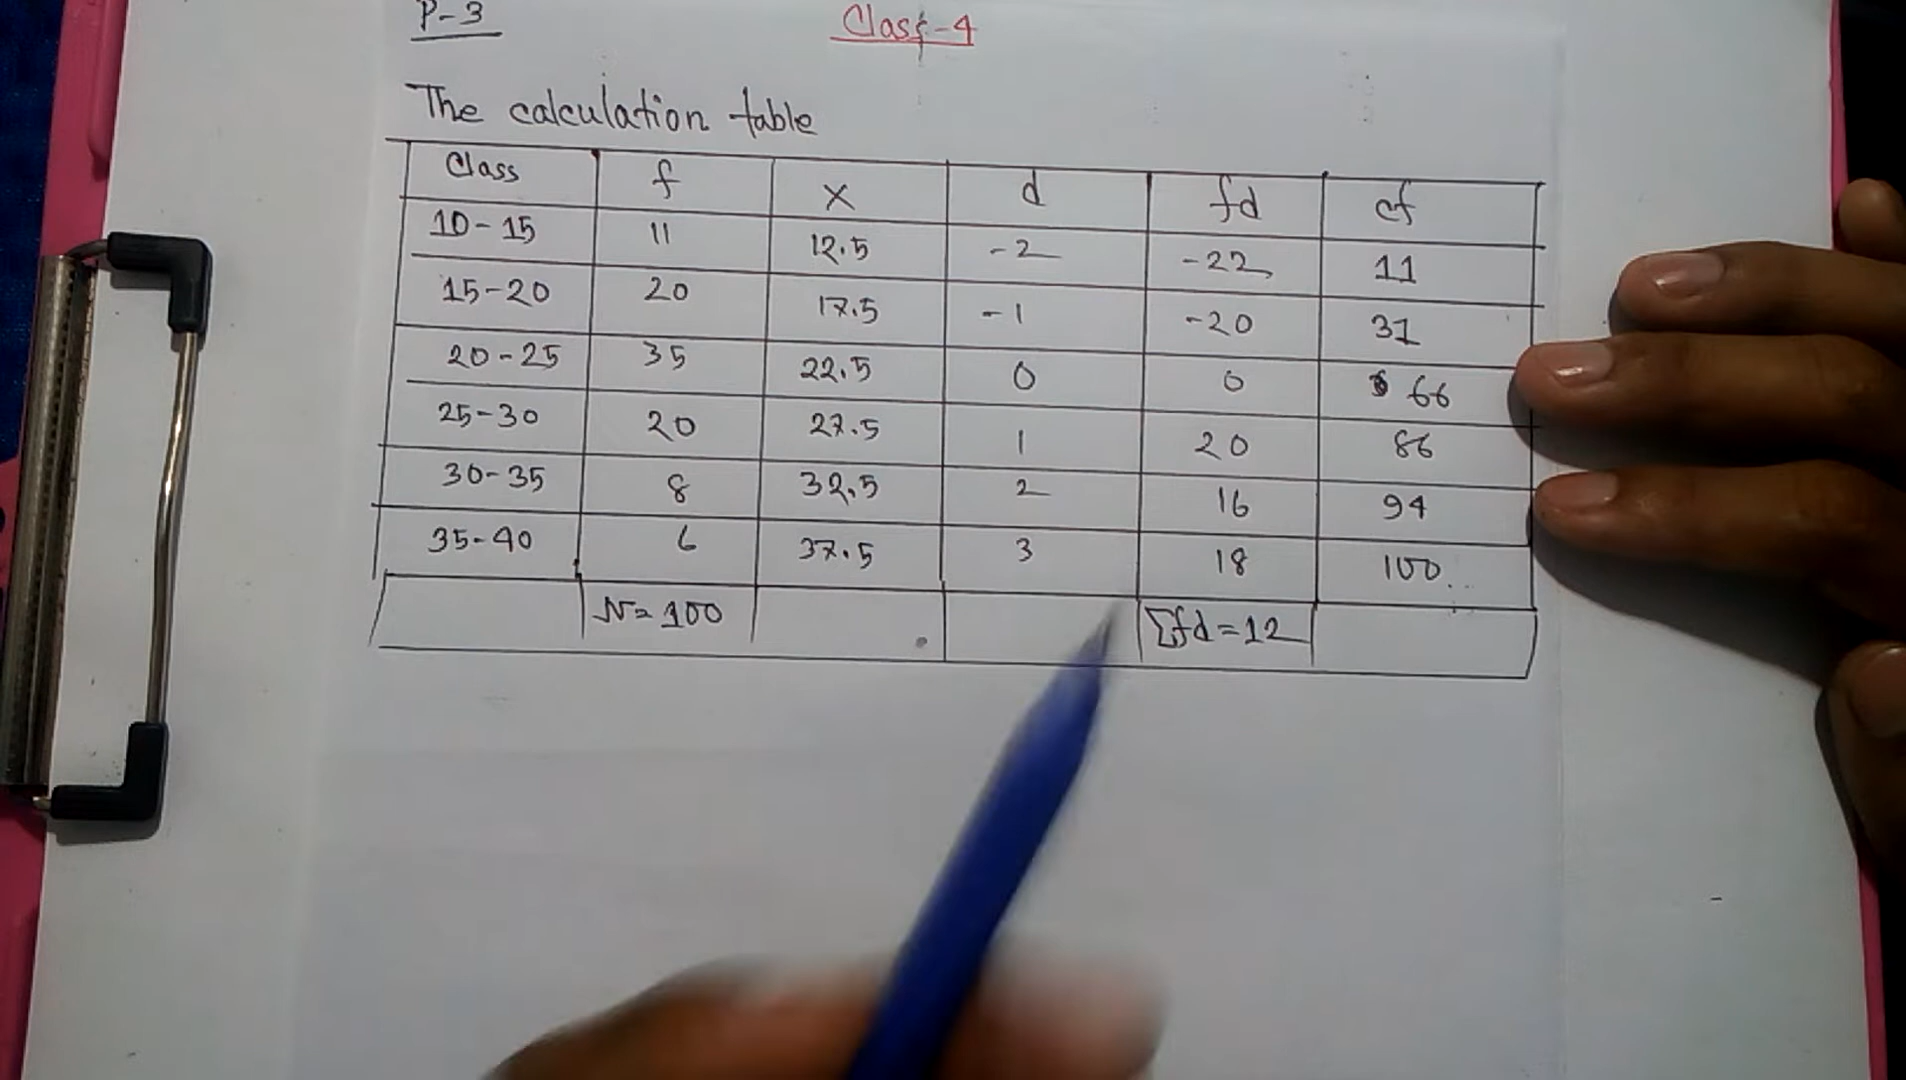 P-3
Class-4
The calculation table
Class f x d fd cf
10-15 11 12.5 -2 -22 11
15-20 20 17.5 -1 -20 31
20-25 35 22.5 0 0 66
25-30 20 27.5 1 20 86
30-35 8 32.5 2 16 94
35-40 6 37.5 3 18 100
N=100 Σfd=12